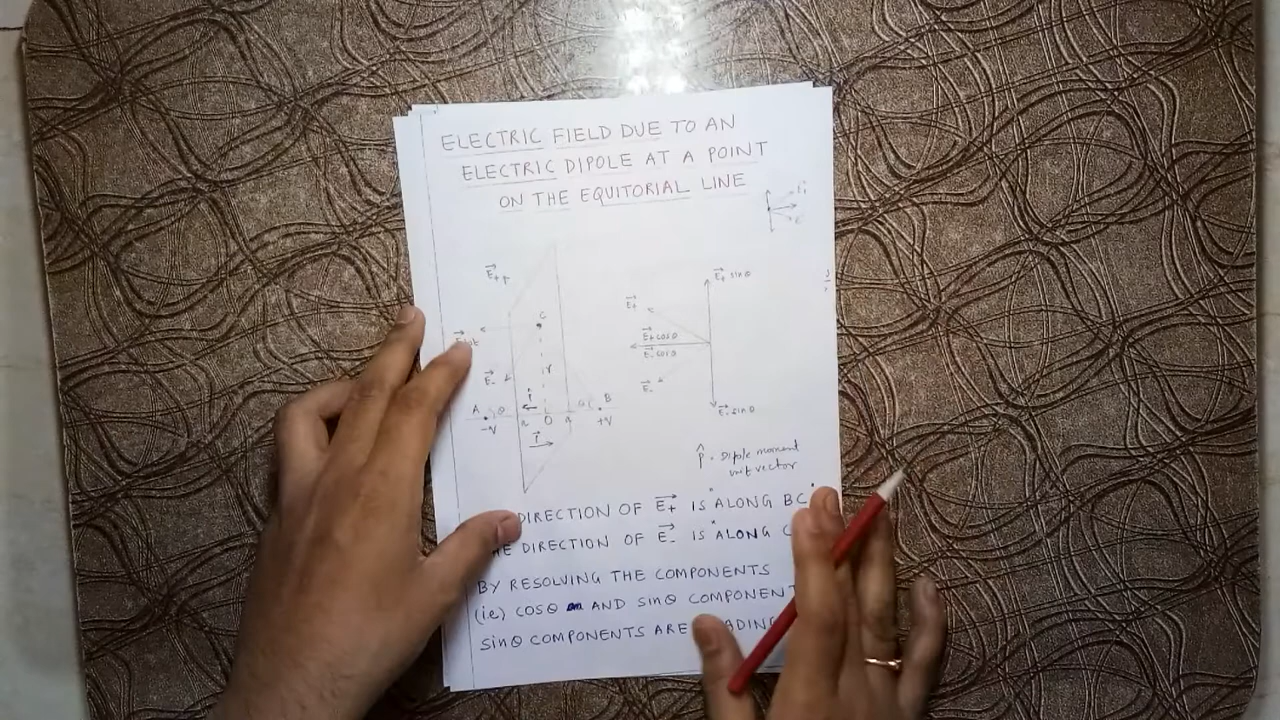 ELECTRIC FIELD DUE TO AN
ELECTRIC DIPOLE AT A POINT
ON THE EQUITORIAL LINE
E+ sinθ
E+
E+
C
E+ cosθ
E- cosθ
r
E-
E-
A
θ
B
-q
a
O
a
+q
E- sinθ
P
p̂ - Dipole moment
unit vector
DIRECTION OF E+ IS "ALONG BC"
DIRECTION OF E- IS "ALONG C
BY RESOLVING THE COMPONENTS
(ie) COSθ AND sinθ COMPONENT
sinθ COMPONENTS ARE